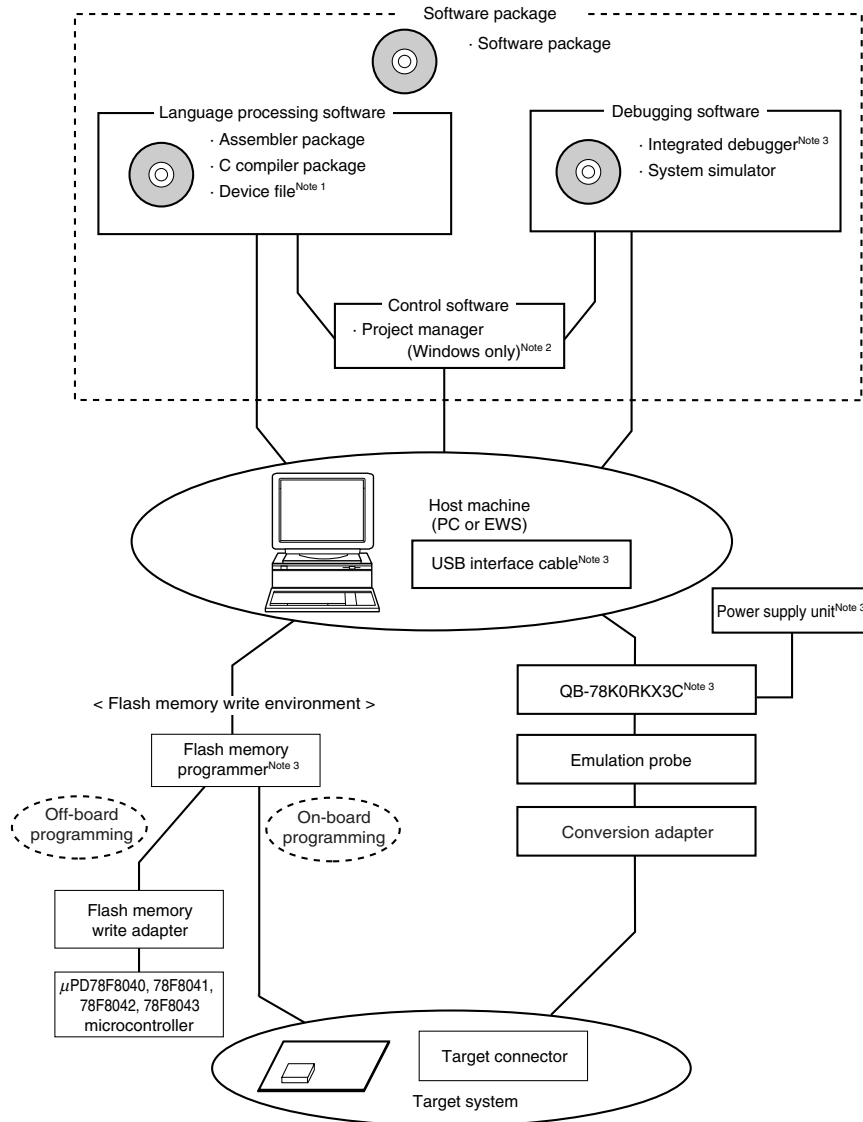 Software package
· Software package
Language processing software
· Assembler package
· C compiler package
· Device fileNote 1
Debugging software
· Integrated debuggerNote 3
· System simulator
Control software
· Project manager
(Windows only)Note 2
Host machine
(PC or EWS)
USB interface cableNote 3
Power supply unitNote 3
QB-78K0RKX3CNote 3
< Flash memory write environment >
Flash memory
programmerNote 3
Emulation probe
Off-board
programming
On-board
programming
Conversion adapter
Flash memory
write adapter
μPD78F8040, 78F8041,
78F8042, 78F8043
microcontroller
Target connector
Target system